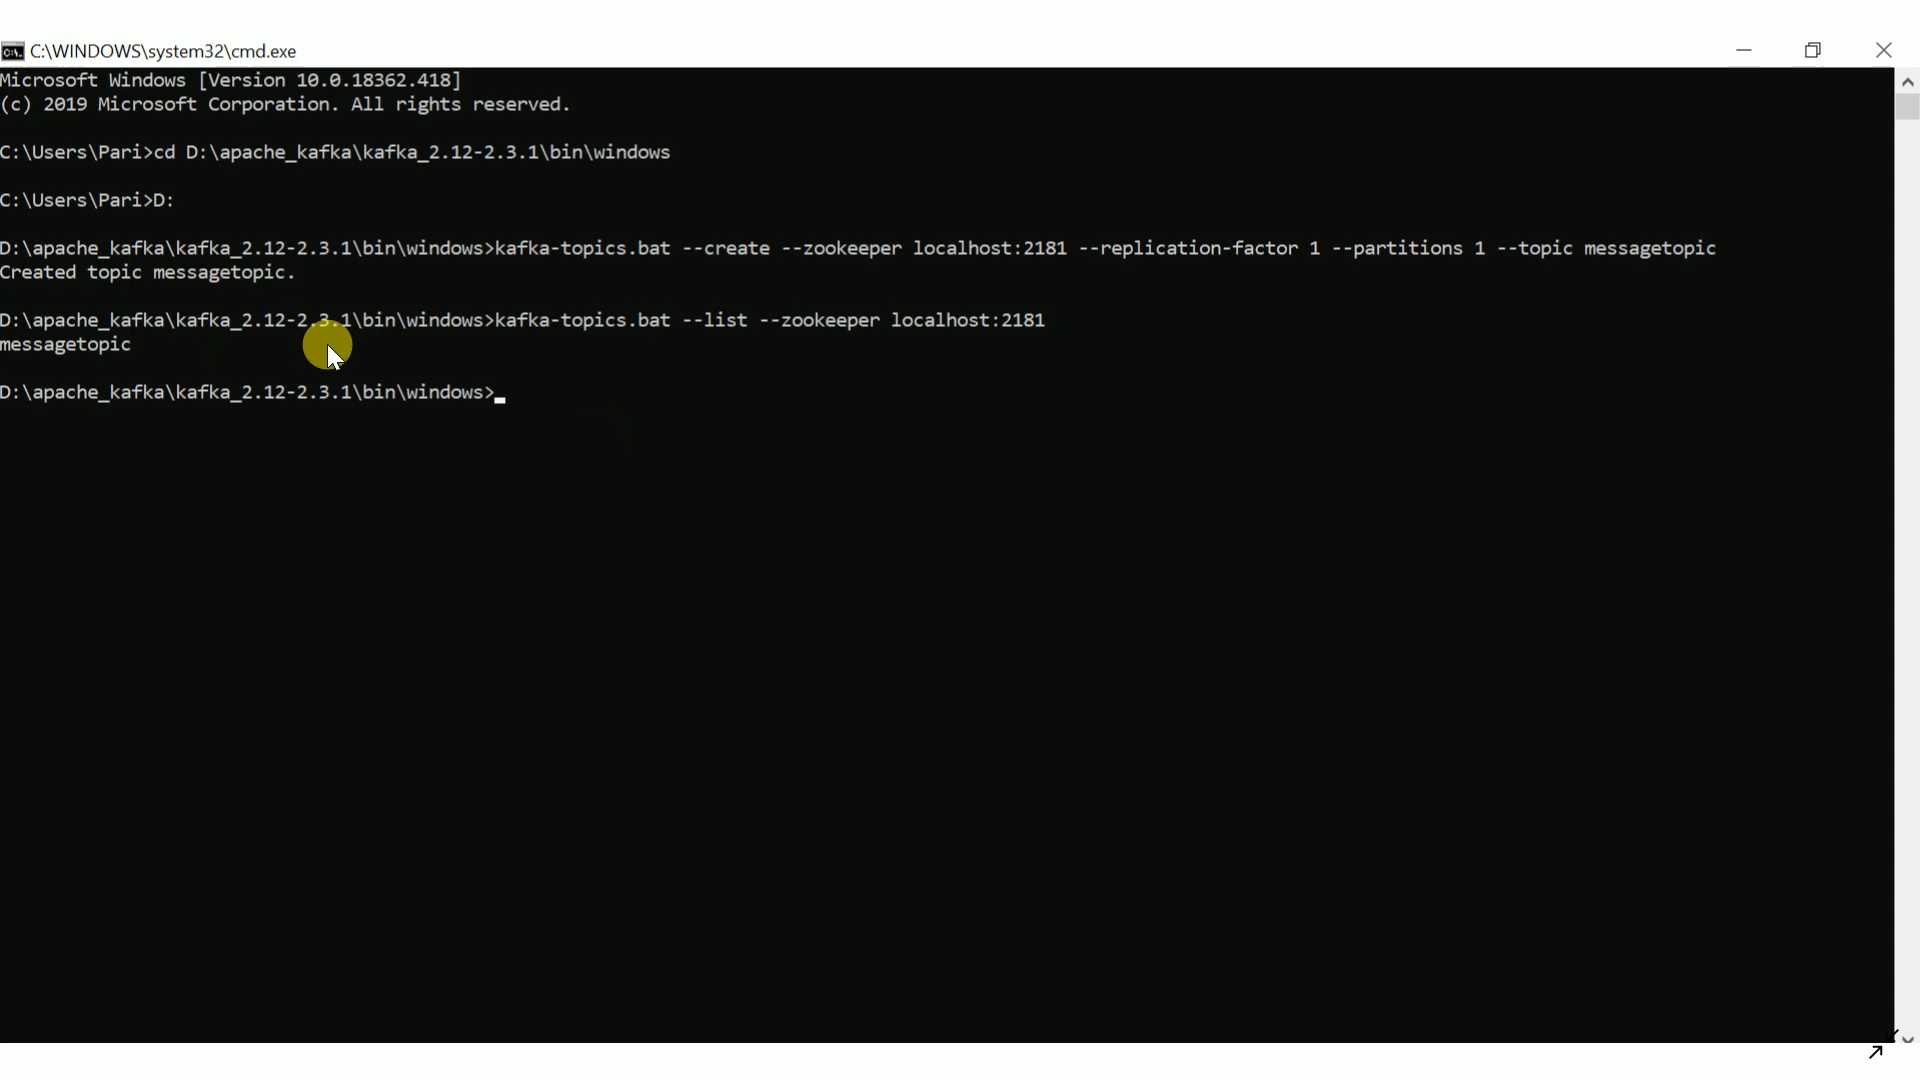 C:\WINDOWS\system32\cmd.exe
Microsoft Windows [Version 10.0.18362.418]
(c) 2019 Microsoft Corporation. All rights reserved.
C:\Users\Pari>cd D:\apache_kafka\kafka_2.12-2.3.1\bin\windows
C:\Users\Pari>D:
D:\apache_kafka\kafka_2.12-2.3.1\bin\windows>kafka-topics.bat --create --zookeeper localhost:2181 --replication-factor 1 --partitions 1 --topic messagetopic
Created topic messagetopic.
D:\apache_kafka\kafka_2.12-2.3.1\bin\windows>kafka-topics.bat --list --zookeeper localhost:2181
messagetopic
D:\apache_kafka\kafka_2.12-2.3.1\bin\windows>